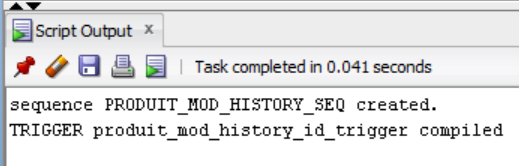 Script Output x
Task completed in 0.041 seconds
sequence PRODUIT_MOD_HISTORY_SEQ created.
TRIGGER produit_mod_history_id_trigger compiled